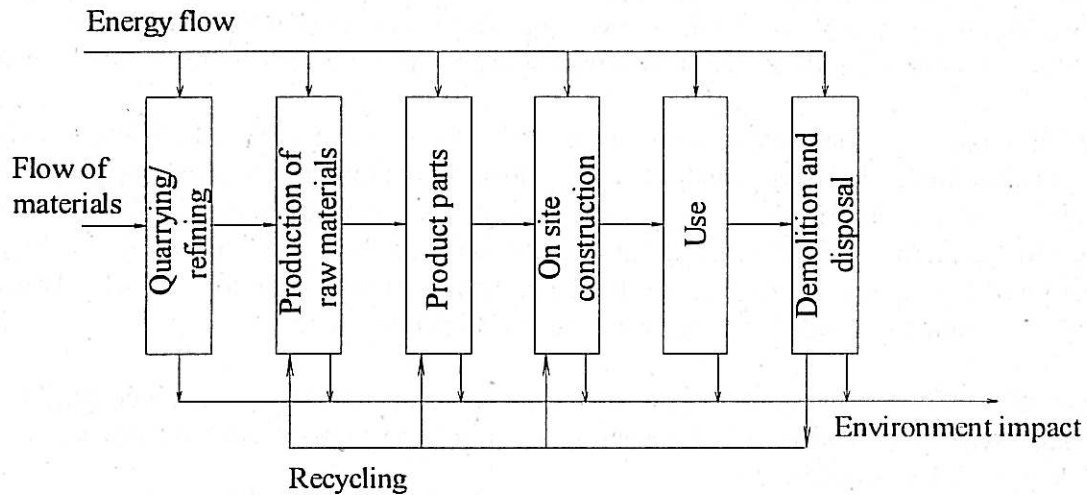 Energy flow
Flow of
materials
Quarrying/
refining
Production of
raw materials
Product parts
On site
construction
Use
Demolition and
disposal
Environment impact
Recycling